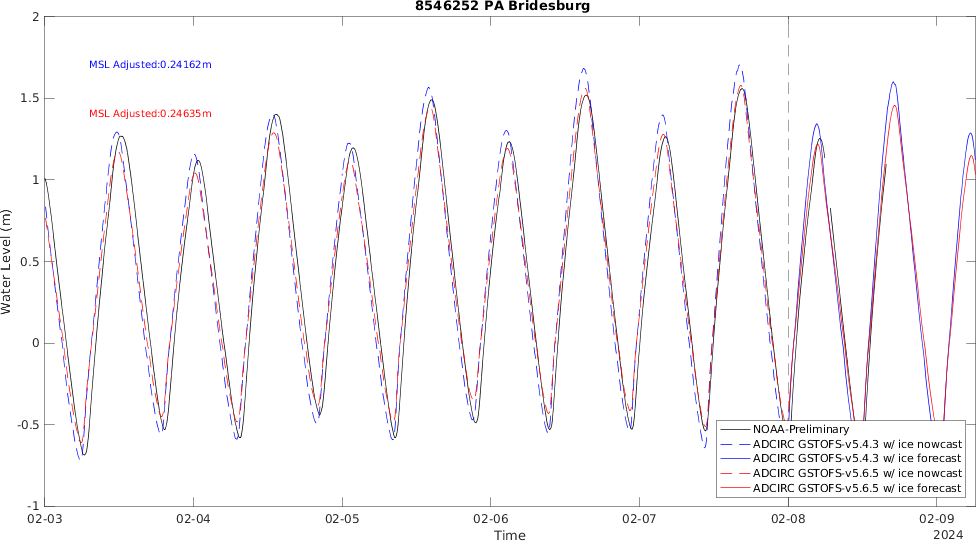 8546252 PA Bridesburg
2
MSL Adjusted:0.24162m
1.5
MSL Adjusted:0.24635m
1
0.5
0
-0.5
-1
Water Level (m)
NOAA-Preliminary
ADCIRC GSTOFS-v5.4.3 w/ ice nowcast
ADCIRC GSTOFS-v5.4.3 w/ ice forecast
ADCIRC GSTOFS-v5.6.5 w/ ice nowcast
ADCIRC GSTOFS-v5.6.5 w/ ice forecast
02-03 02-04 02-05 02-06 02-07 02-08 02-09
Time
2024